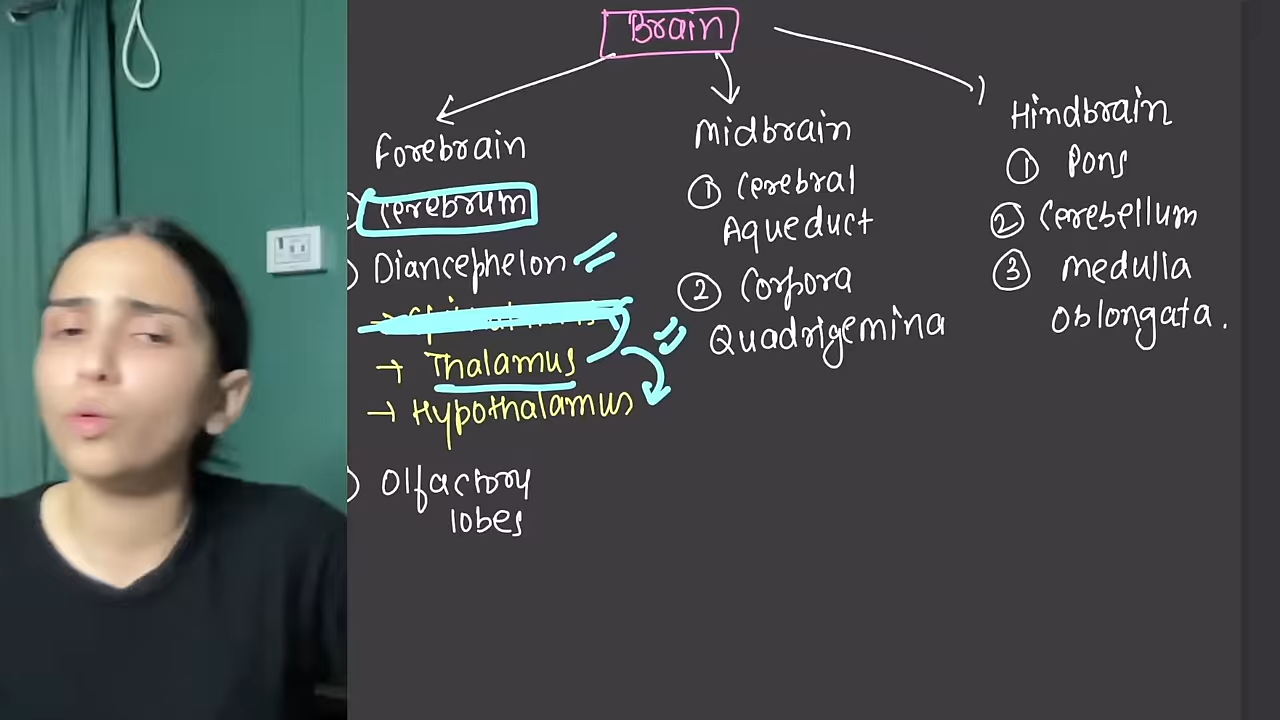 Brain
Forebrain
Cerebrum
Diancephelon
→ Thalamus
→ Hypothalamus
Olfactory
lobes
Midbrain
① Cerebral
Aqueduct
② Corpora
Quadrigemina
Hindbrain
① Pons
② Cerebellum
③ Medulla
oblongata.